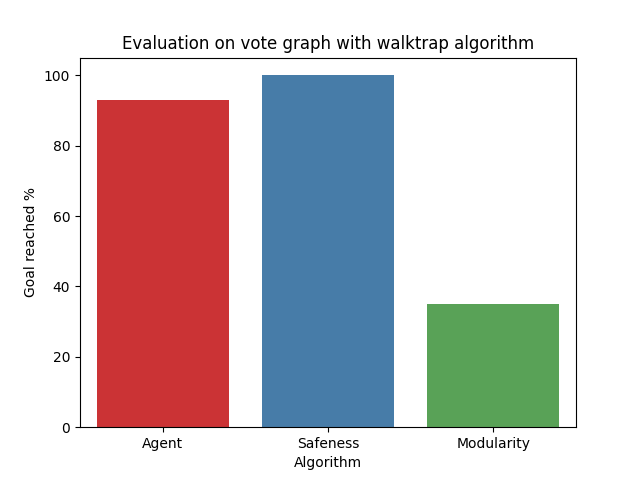 Evaluation on vote graph with walktrap algorithm
Goal reached %
100
80
60
40
20
0
Agent
Safeness
Modularity
Algorithm